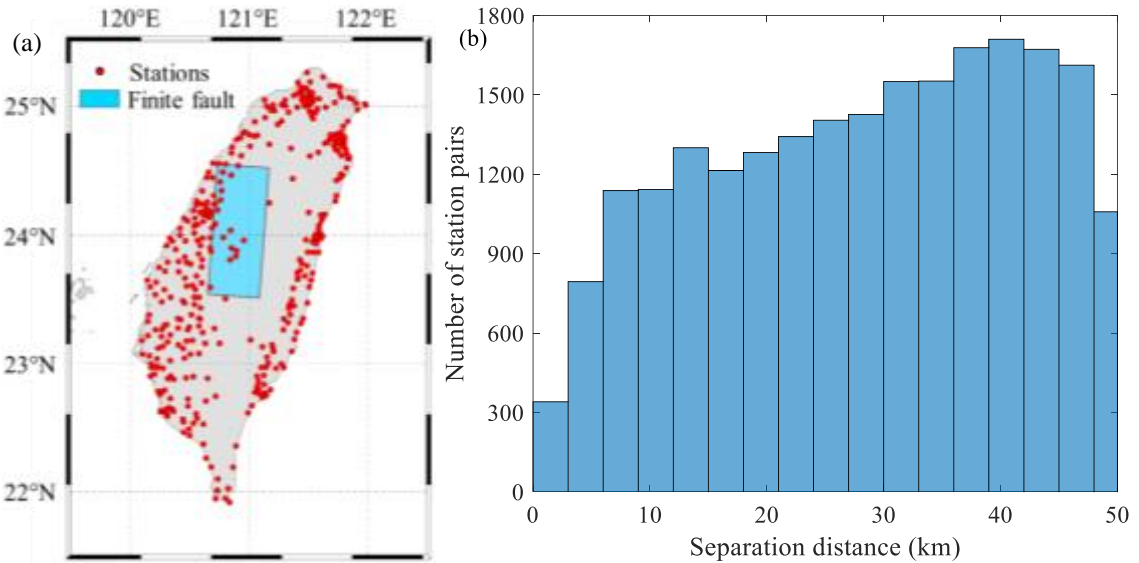 (a)
120°E 121°E 122°E
Stations
Finite fault
25°N
24°N
23°N
22°N
(b)
Number of station pairs
1800
1500
1200
900
600
300
0
0 10 20 30 40 50
Separation distance (km)